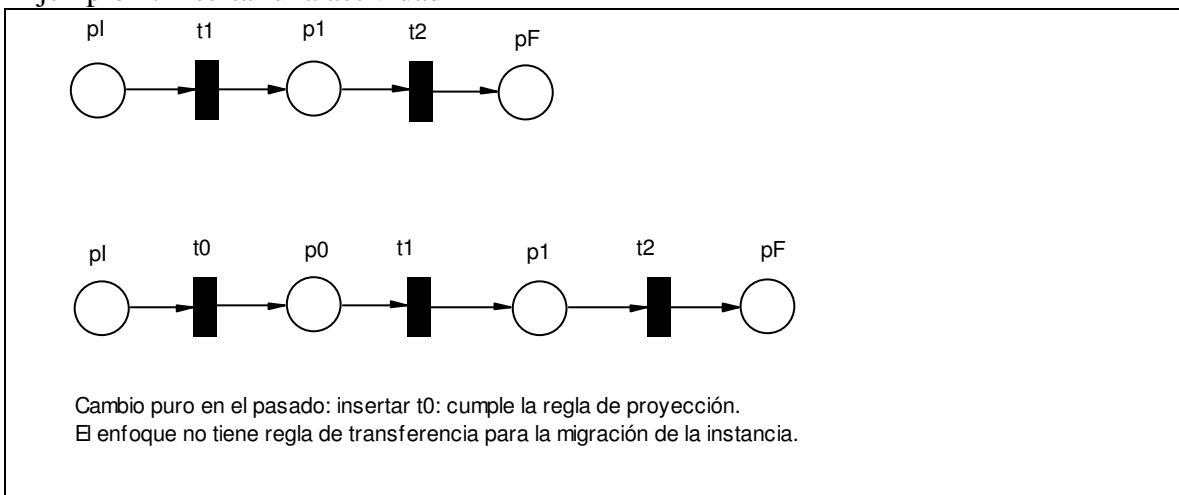 pI t1 p1 t2 pF
pI t0 p0 t1 p1 t2 pF
Cambio puro en el pasado: insertar t0: cumple la regla de proyección.
El enfoque no tiene regla de transferencia para la migración de la instancia.